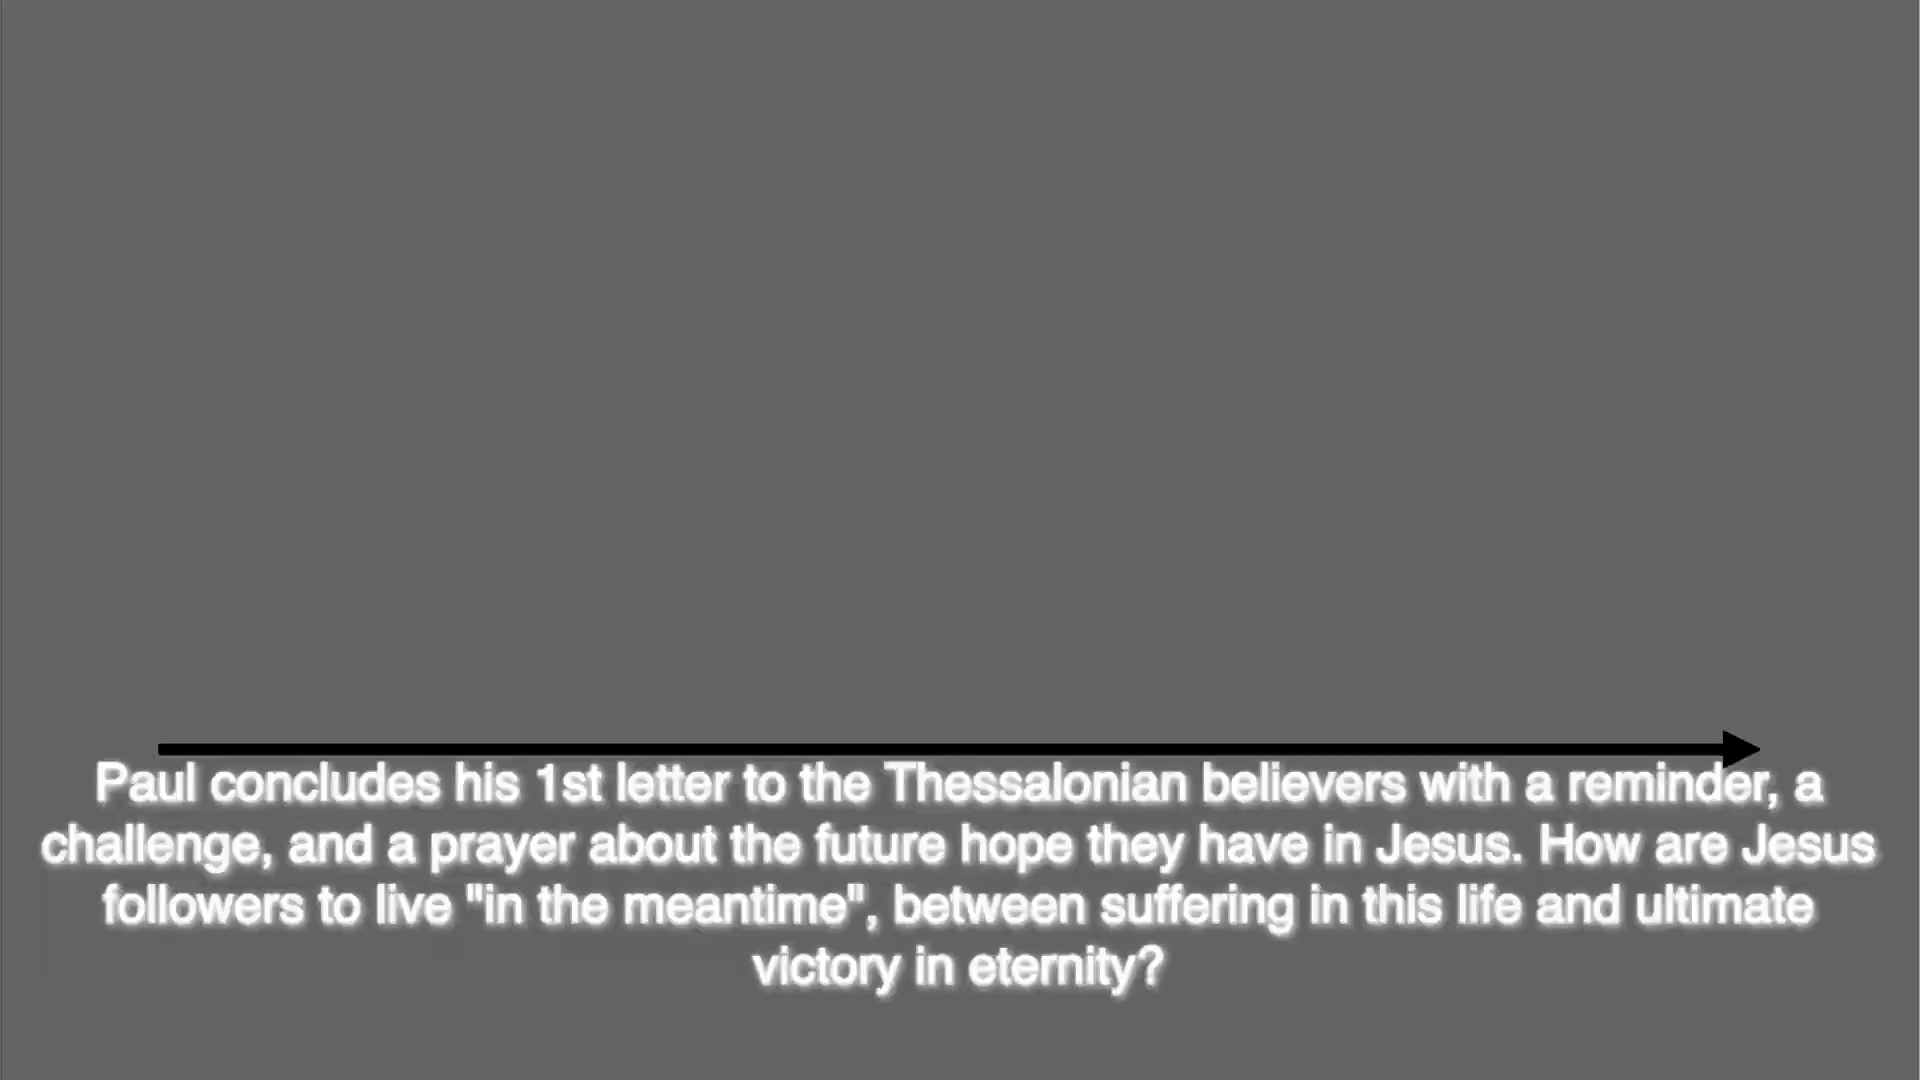 Paul concludes his 1st letter to the Thessalonian believers with a reminder, a
challenge, and a prayer about the future hope they have in Jesus. How are Jesus
followers to live "in the meantime", between suffering in this life and ultimate
victory in eternity?